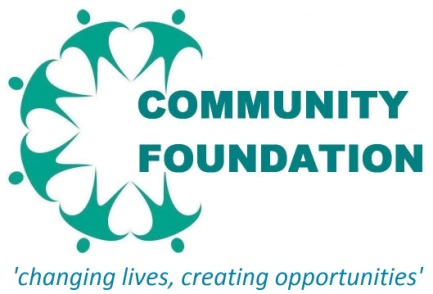 COMMUNITY
FOUNDATION
'changing lives, creating opportunities'